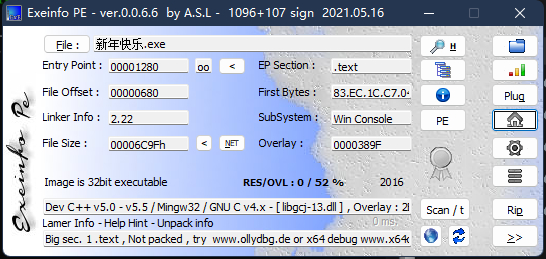 Exeinfo PE - ver.0.0.6.6 by A.S.L - 1096+107 sign 2021.05.16
File : 新年快乐.exe H
Entry Point : 00001280 oo < EP Section : .text
File Offset : 00000680 First Bytes : 83.EC.1C.C7.04 Plug
Linker Info : 2.22 SubSystem : Win Console PE
File Size : 00006C9Fh < NET Overlay : 0000389F
Image is 32bit executable RES/OVL : 0 / 52 % 2016
Dev C++ v5.0 - v5.5 / Mingw32 / GNU C v4.x - [ libgcj-13.dll ] , Overlay : Scan / t Rip
Lamer Info - Help Hint - Unpack info 0 ms.
Big sec. 1 .text , Not packed , try www.ollydbg.de or x64 debug www.x64 >>
Exeinfo Pe